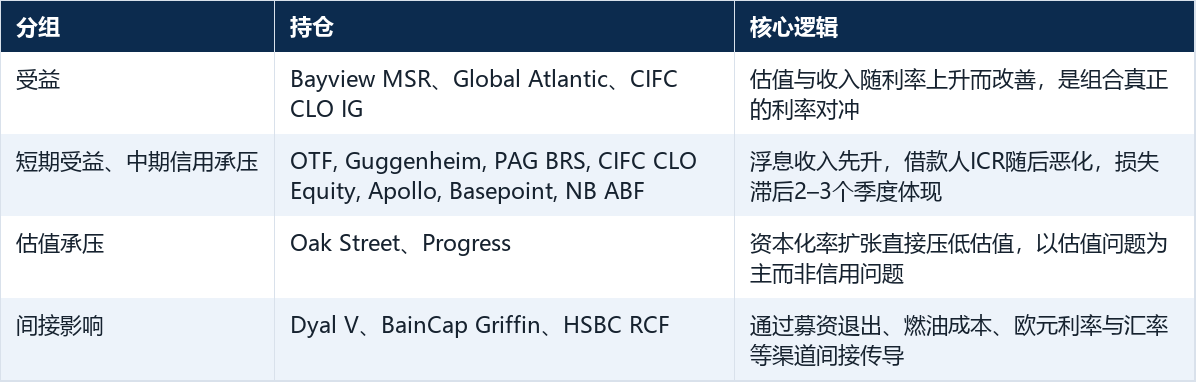 分组 持仓 核心逻辑
受益 Bayview MSR、Global Atlantic、CIFC 估值与收入随利率上升而改善，是组合真正
CLO IG 的利率对冲
短期受益、中期信用承压 OTF, Guggenheim, PAG BRS, CIFC CLO 浮息收入先升，借款人ICR随后恶化，损失
Equity, Apollo, Basepoint, NB ABF 滞后2–3个季度体现
估值承压 Oak Street、Progress 资本化率扩张直接压低估值，以估值问题为
主而非信用问题
间接影响 Dyal V、BainCap Griffin、HSBC RCF 通过募资退出、燃油成本、欧元利率与汇率
等渠道间接传导